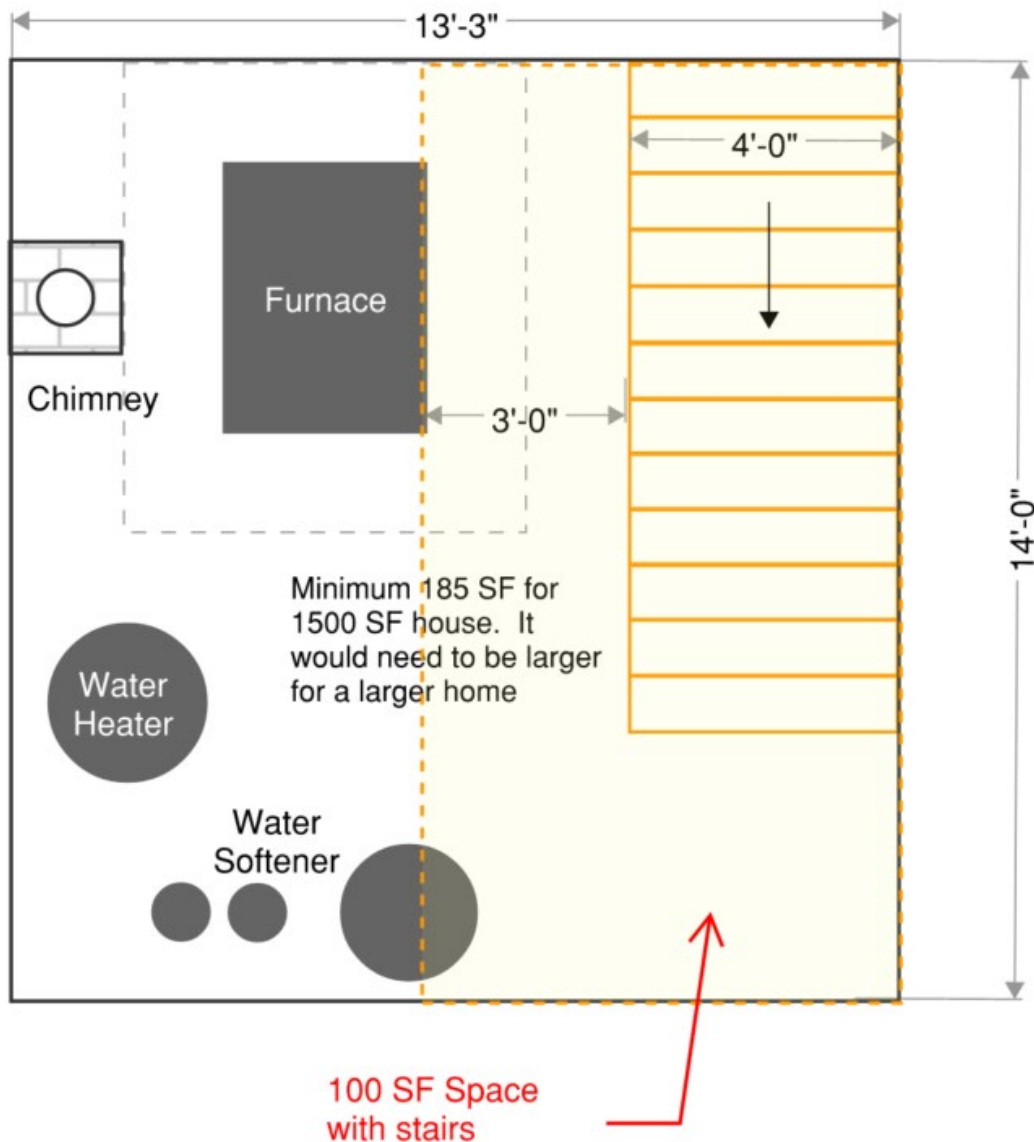 13'-3"
4'-0"
Furnace
Chimney
3'-0"
14'-0"
Minimum 185 SF for
1500 SF house.  It
would need to be larger
for a larger home
Water
Heater
Water
Softener
100 SF Space
with stairs